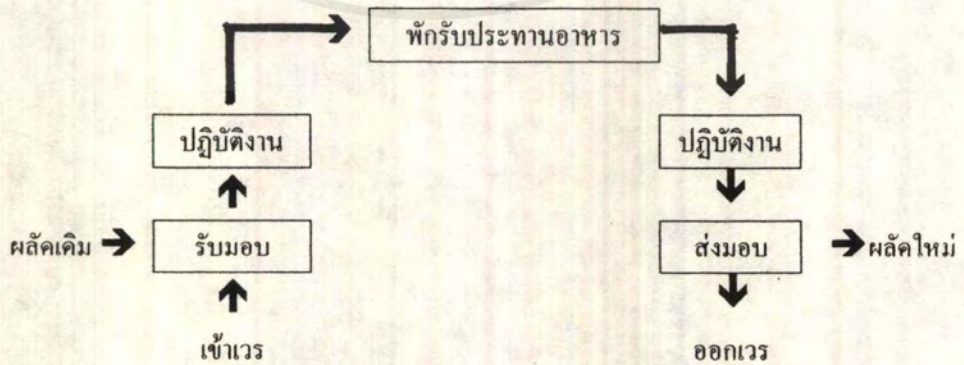 พักรับประทานอาหาร
ปฏิบัติงาน ปฏิบัติงาน
ผลัดเดิม รับมอบ ส่งมอบ ผลัดใหม่
เข้าเวร ออกเวร